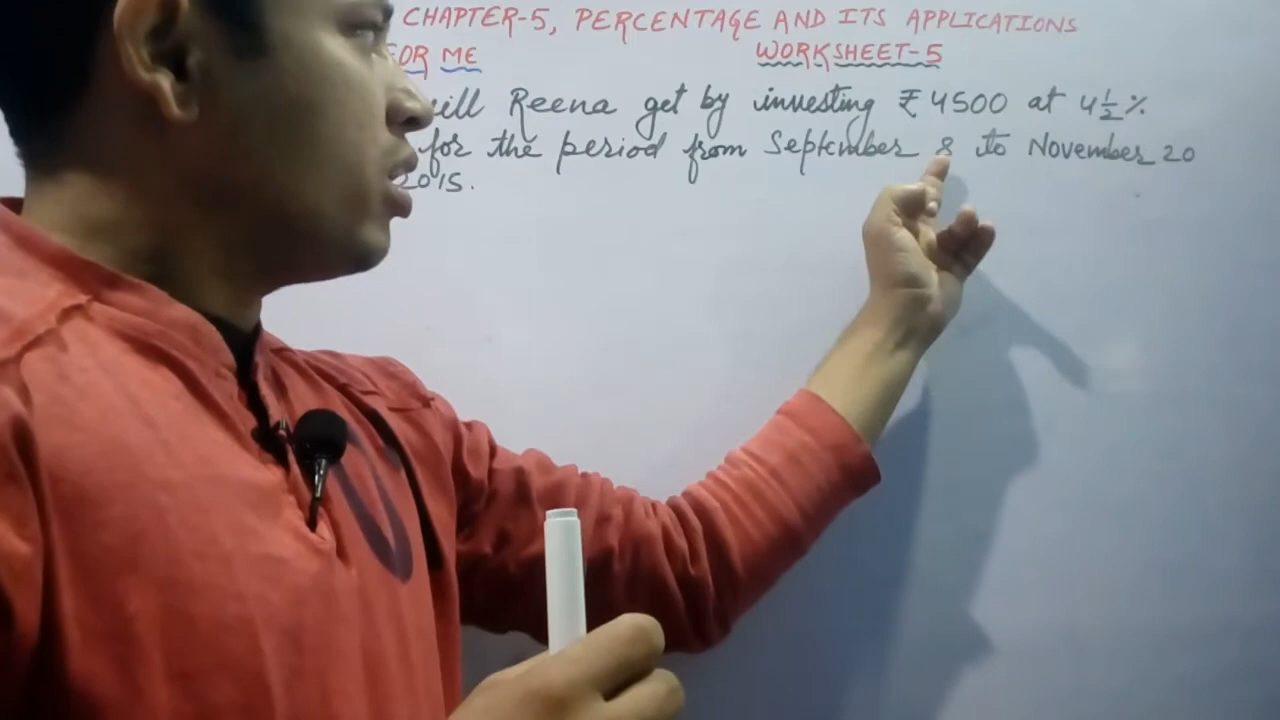 CHAPTER-5, PERCENTAGE AND ITS APPLICATIONS
FOR ME WORKSHEET-5
will Reena get by investing ₹4500 at 4½%
for the period from September 8 to November 20
2015.